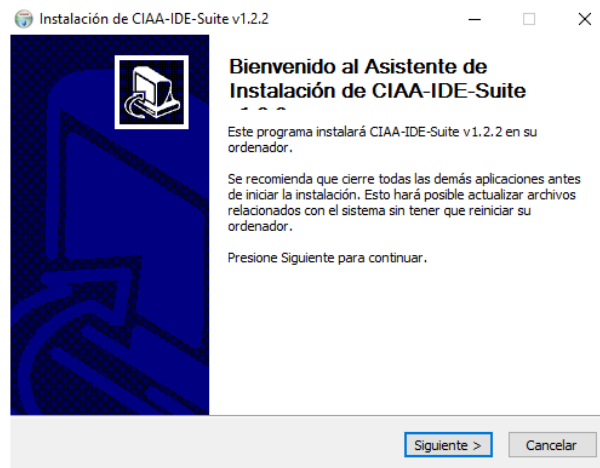 Instalación de CIAA-IDE-Suite v1.2.2
Bienvenido al Asistente de
Instalación de CIAA-IDE-Suite
Este programa instalará CIAA-IDE-Suite v1.2.2 en su
ordenador.
Se recomienda que cierre todas las demás aplicaciones antes
de iniciar la instalación. Esto hará posible actualizar archivos
relacionados con el sistema sin tener que reiniciar su
ordenador.
Presione Siguiente para continuar.
Siguiente >
Cancelar